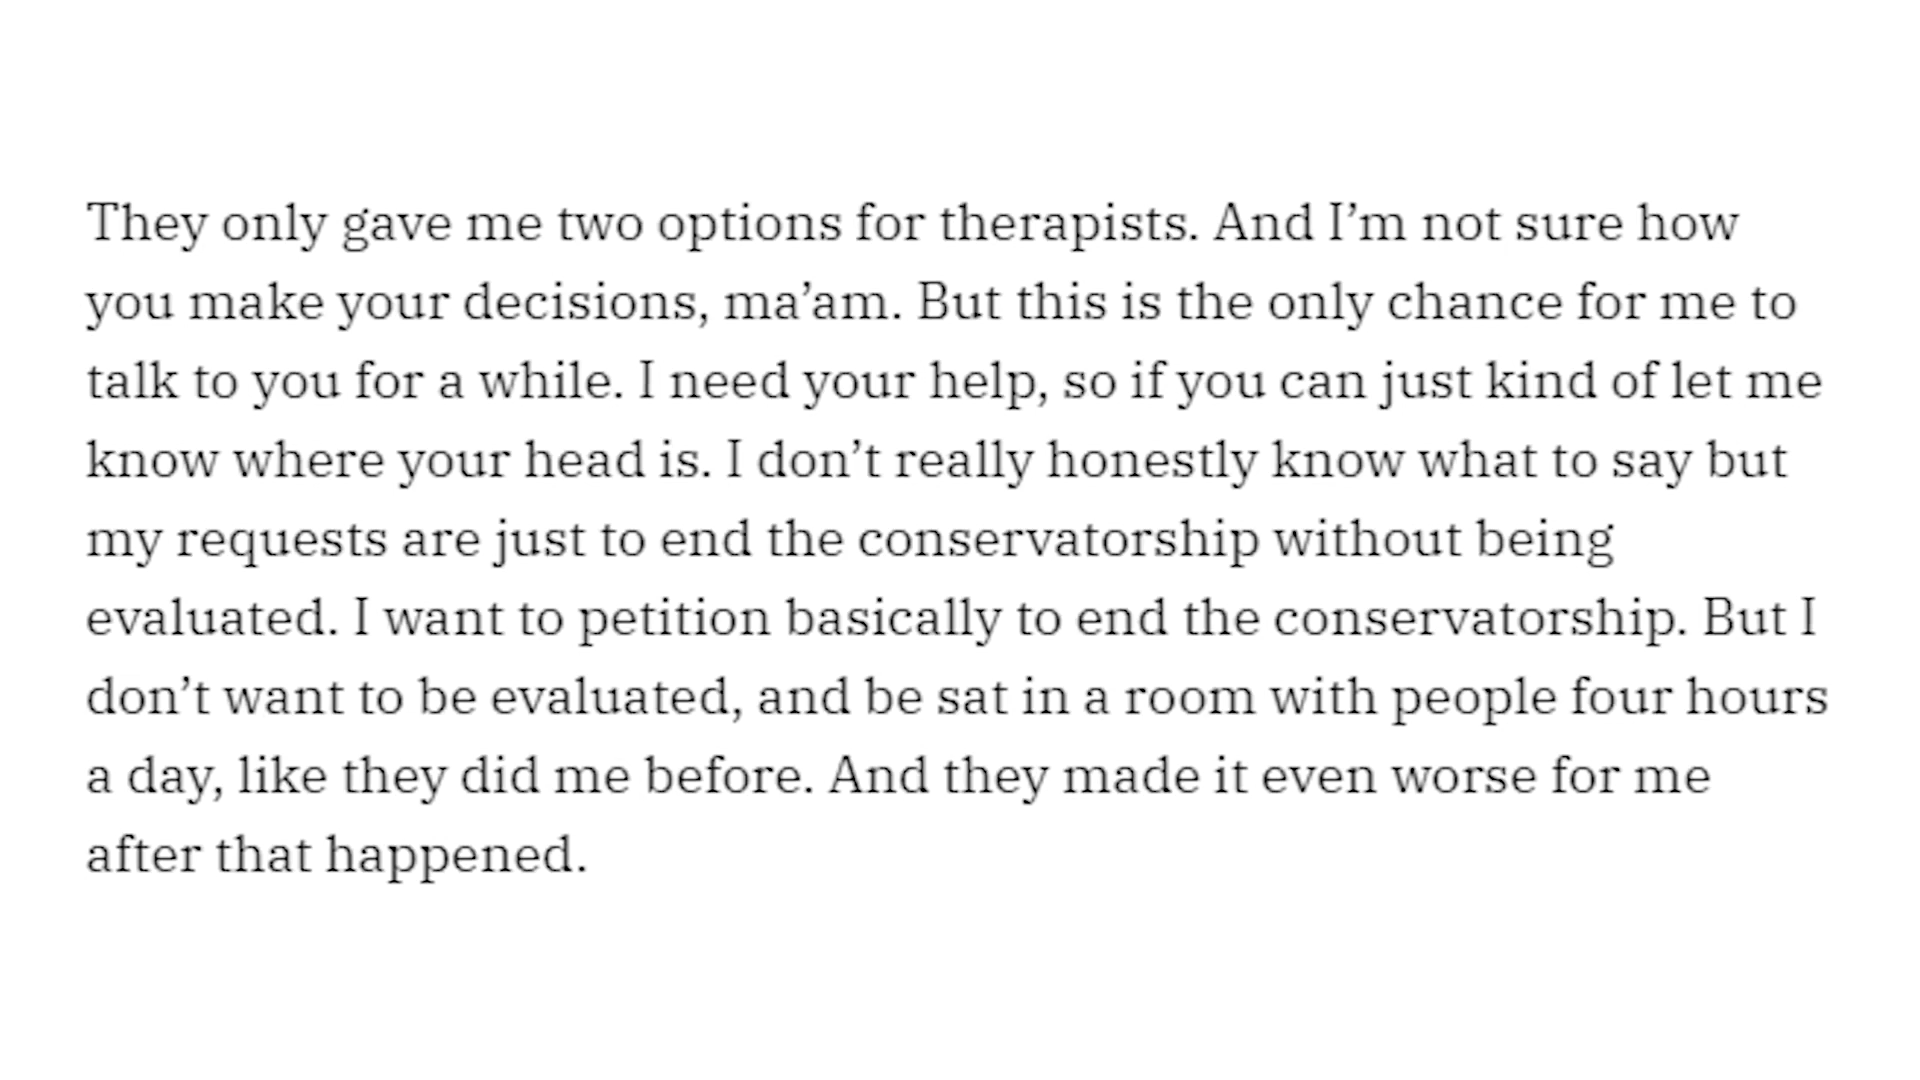 They only gave me two options for therapists. And I’m not sure how
you make your decisions, ma’am. But this is the only chance for me to
talk to you for a while. I need your help, so if you can just kind of let me
know where your head is. I don’t really honestly know what to say but
my requests are just to end the conservatorship without being
evaluated. I want to petition basically to end the conservatorship. But I
don’t want to be evaluated, and be sat in a room with people four hours
a day, like they did me before. And they made it even worse for me
after that happened.